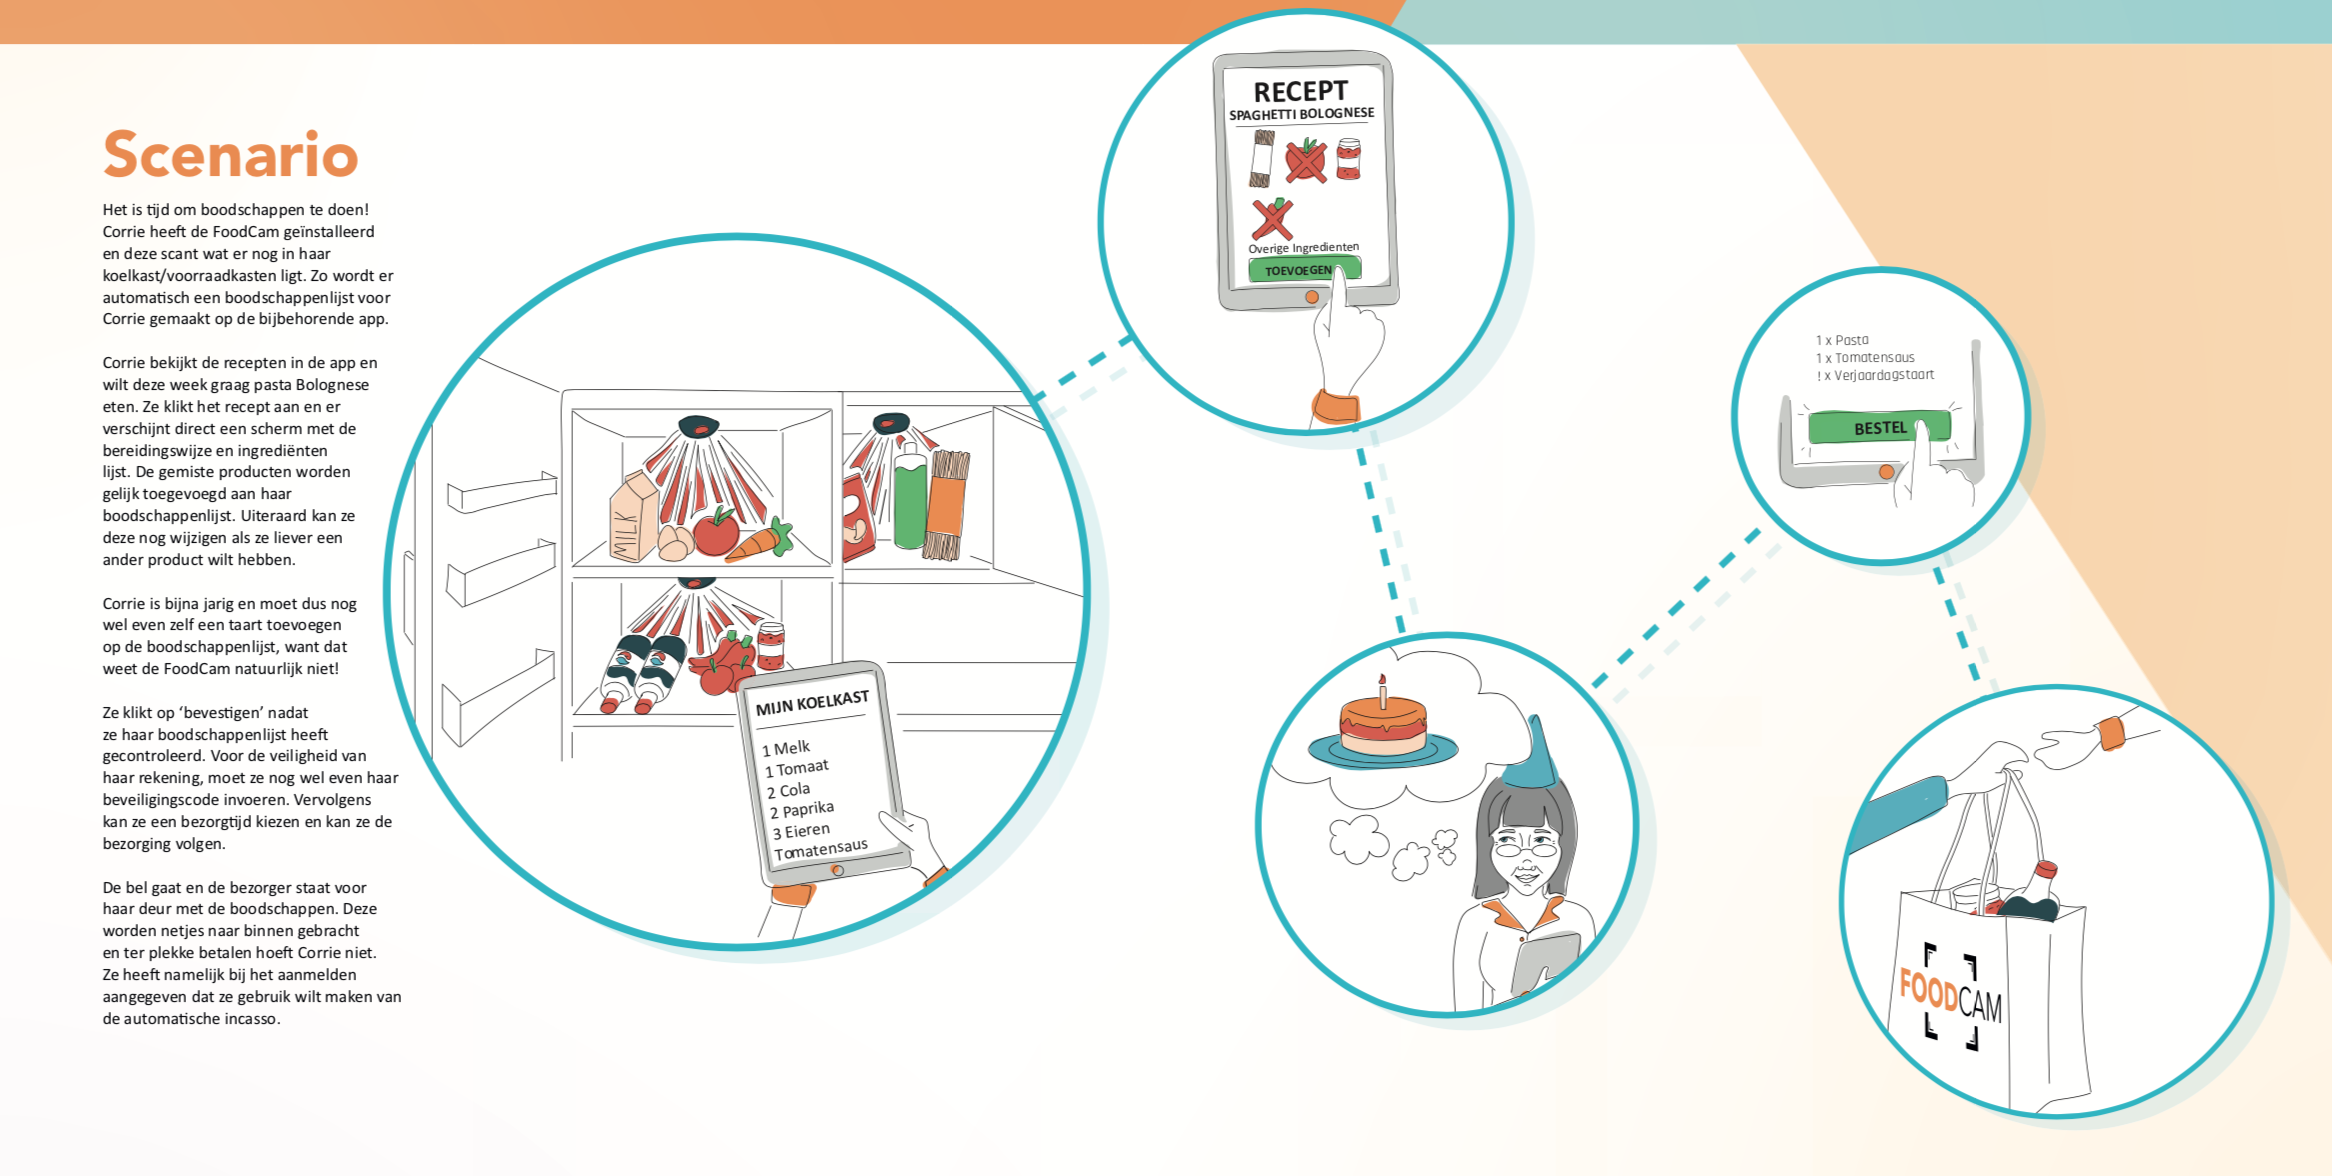 Scenario
Het is tijd om boodschappen te doen!
Corrie heeft de FoodCam geïnstalleerd
en deze scant wat er nog in haar
koelkast/voorraadkasten ligt. Zo wordt er
automatisch een boodschappenlijst voor
Corrie gemaakt op de bijbehorende app.
Corrie bekijkt de recepten in de app en
wilt deze week graag pasta Bolognese
eten. Ze klikt het recept aan en er
verschijnt direct een scherm met de
bereidingswijze en ingrediënten
lijst. De gemiste producten worden
gelijk toegevoegd aan haar
boodschappenlijst. Uiteraard kan ze
deze nog wijzigen als ze liever een
ander product wilt hebben.
Corrie is bijna jarig en moet dus nog
wel even zelf een taart toevoegen
op de boodschappenlijst, want dat
weet de FoodCam natuurlijk niet!
Ze klikt op ‘bevestigen’ nadat
ze haar boodschappenlijst heeft
gecontroleerd. Voor de veiligheid van
haar rekening, moet ze nog wel even haar
beveiligingscode invoeren. Vervolgens
kan ze een bezorgtijd kiezen en kan ze de
bezorging volgen.
De bel gaat en de bezorger staat voor
haar deur met de boodschappen. Deze
worden netjes naar binnen gebracht
en ter plekke betalen hoeft Corrie niet.
Ze heeft namelijk bij het aanmelden
aangegeven dat ze gebruik wilt maken van
de automatische incasso.
MILK
MIJN KOELKAST
1 Melk
1 Tomaat
2 Cola
2 Paprika
3 Eieren
Tomatensaus
RECEPT
SPAGHETTI BOLOGNESE
Overige Ingredienten
TOEVOEGEN
1 x Pasta
1 x Tomatensaus
! x Verjaardagstaart
BESTEL
FOODCAM